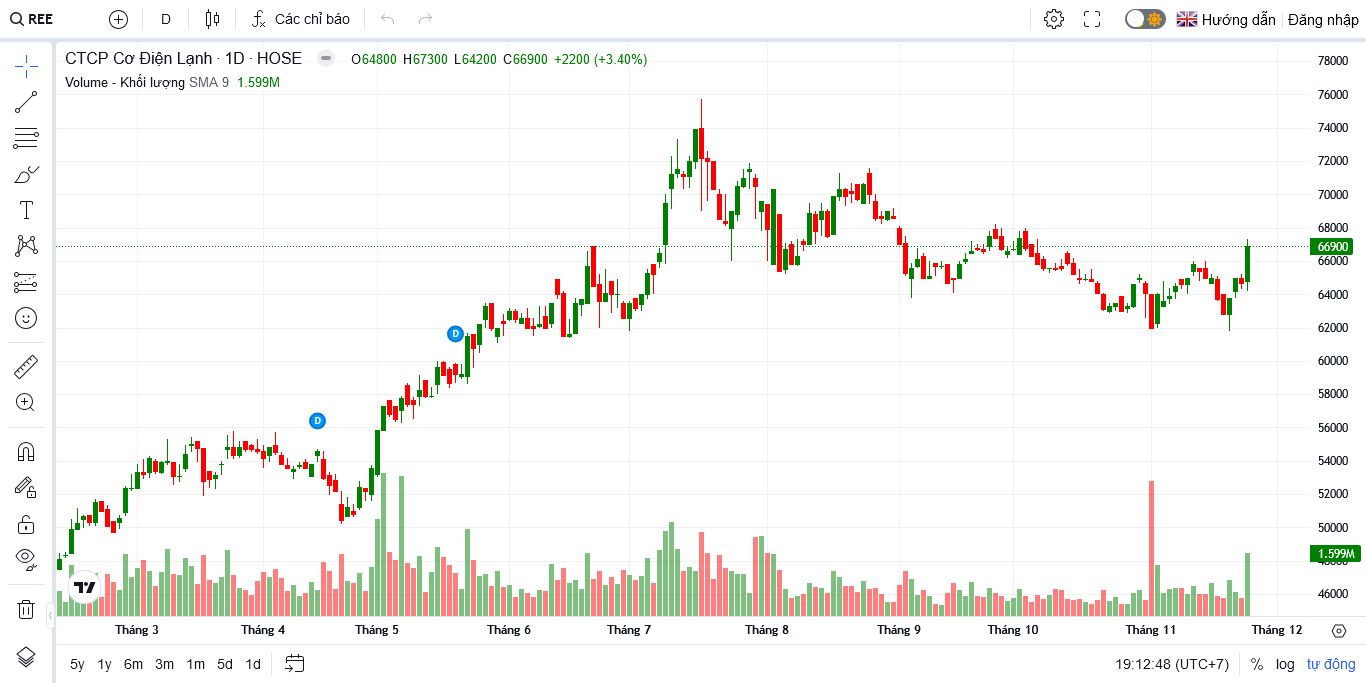 REE D Các chỉ báo Hướng dẫn Đăng nhập
CTCP Cơ Điện Lạnh · 1D · HOSE O64800 H67300 L64200 C66900 +2200 (+3.40%)
Volume - Khối lượng SMA 9 1.599M
78000
76000
74000
72000
70000
68000
66900
66000
64000
62000
60000
58000
56000
54000
52000
50000
1.599M
48000
46000
D
D
Tháng 3 Tháng 4 Tháng 5 Tháng 6 Tháng 7 Tháng 8 Tháng 9 Tháng 10 Tháng 11 Tháng 12
5y 1y 6m 3m 1m 5d 1d 19:12:48 (UTC+7) % log tự động